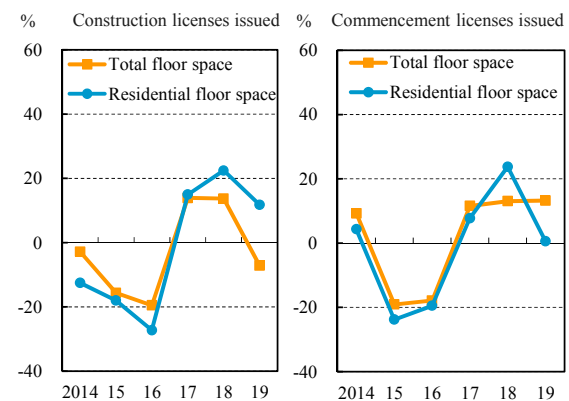 % Construction licenses issued
60
Total floor space
Residential floor space
40
20
0
-20
-40
2014 15 16 17 18 19
% Commencement licenses issued
60
Total floor space
Residential floor space
40
20
0
-20
-40
2014 15 16 17 18 19